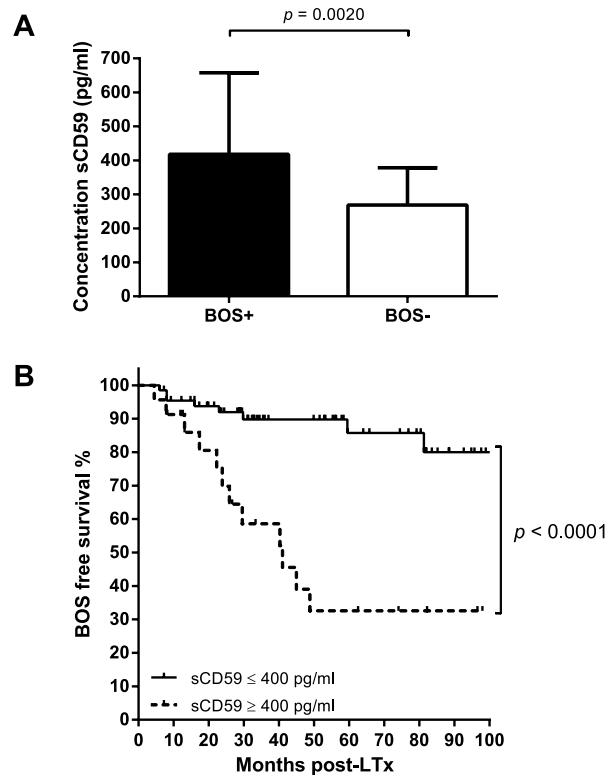 A
p = 0.0020
Concentration sCD59 (pg/ml)
700
600
500
400
300
200
100
0
BOS+ BOS-
B
BOS free survival %
100
90
80
70
60
50
40
30
20
10
0
p < 0.0001
sCD59 ≤ 400 pg/ml
sCD59 ≥ 400 pg/ml
0 10 20 30 40 50 60 70 80 90 100
Months post-LTx